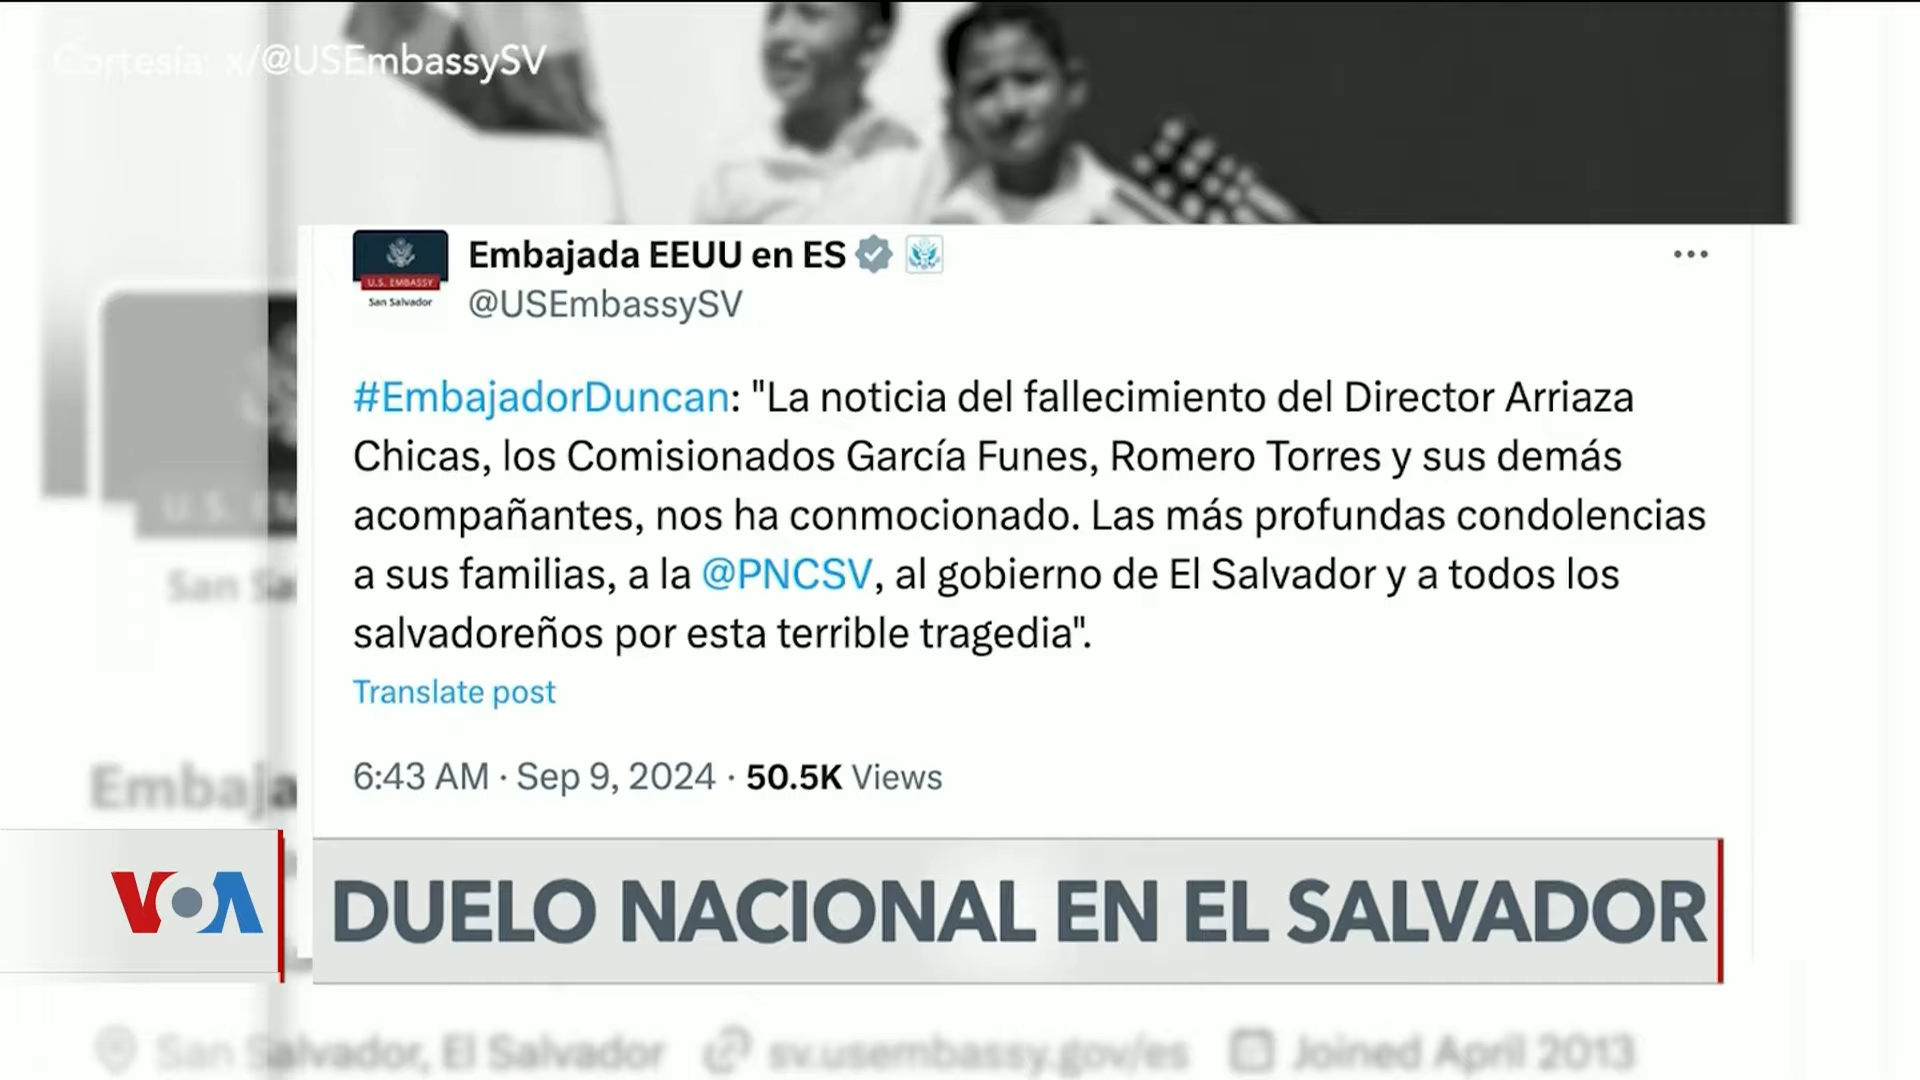 Cortesía: x/@USEmbassySV
Embajada EEUU en ES
U.S. EMBASSY
San Salvador
@USEmbassySV
#EmbajadorDuncan: "La noticia del fallecimiento del Director Arriaza
Chicas, los Comisionados García Funes, Romero Torres y sus demás
acompañantes, nos ha conmocionado. Las más profundas condolencias
a sus familias, a la @PNCSV, al gobierno de El Salvador y a todos los
salvadoreños por esta terrible tragedia".
Translate post
6:43 AM · Sep 9, 2024 · 50.5K Views
U.S. EM
San Sa
Embaja
VOA
DUELO NACIONAL EN EL SALVADOR
San Salvador, El Salvador
sv.usembassy.gov/es
Joined April 2013